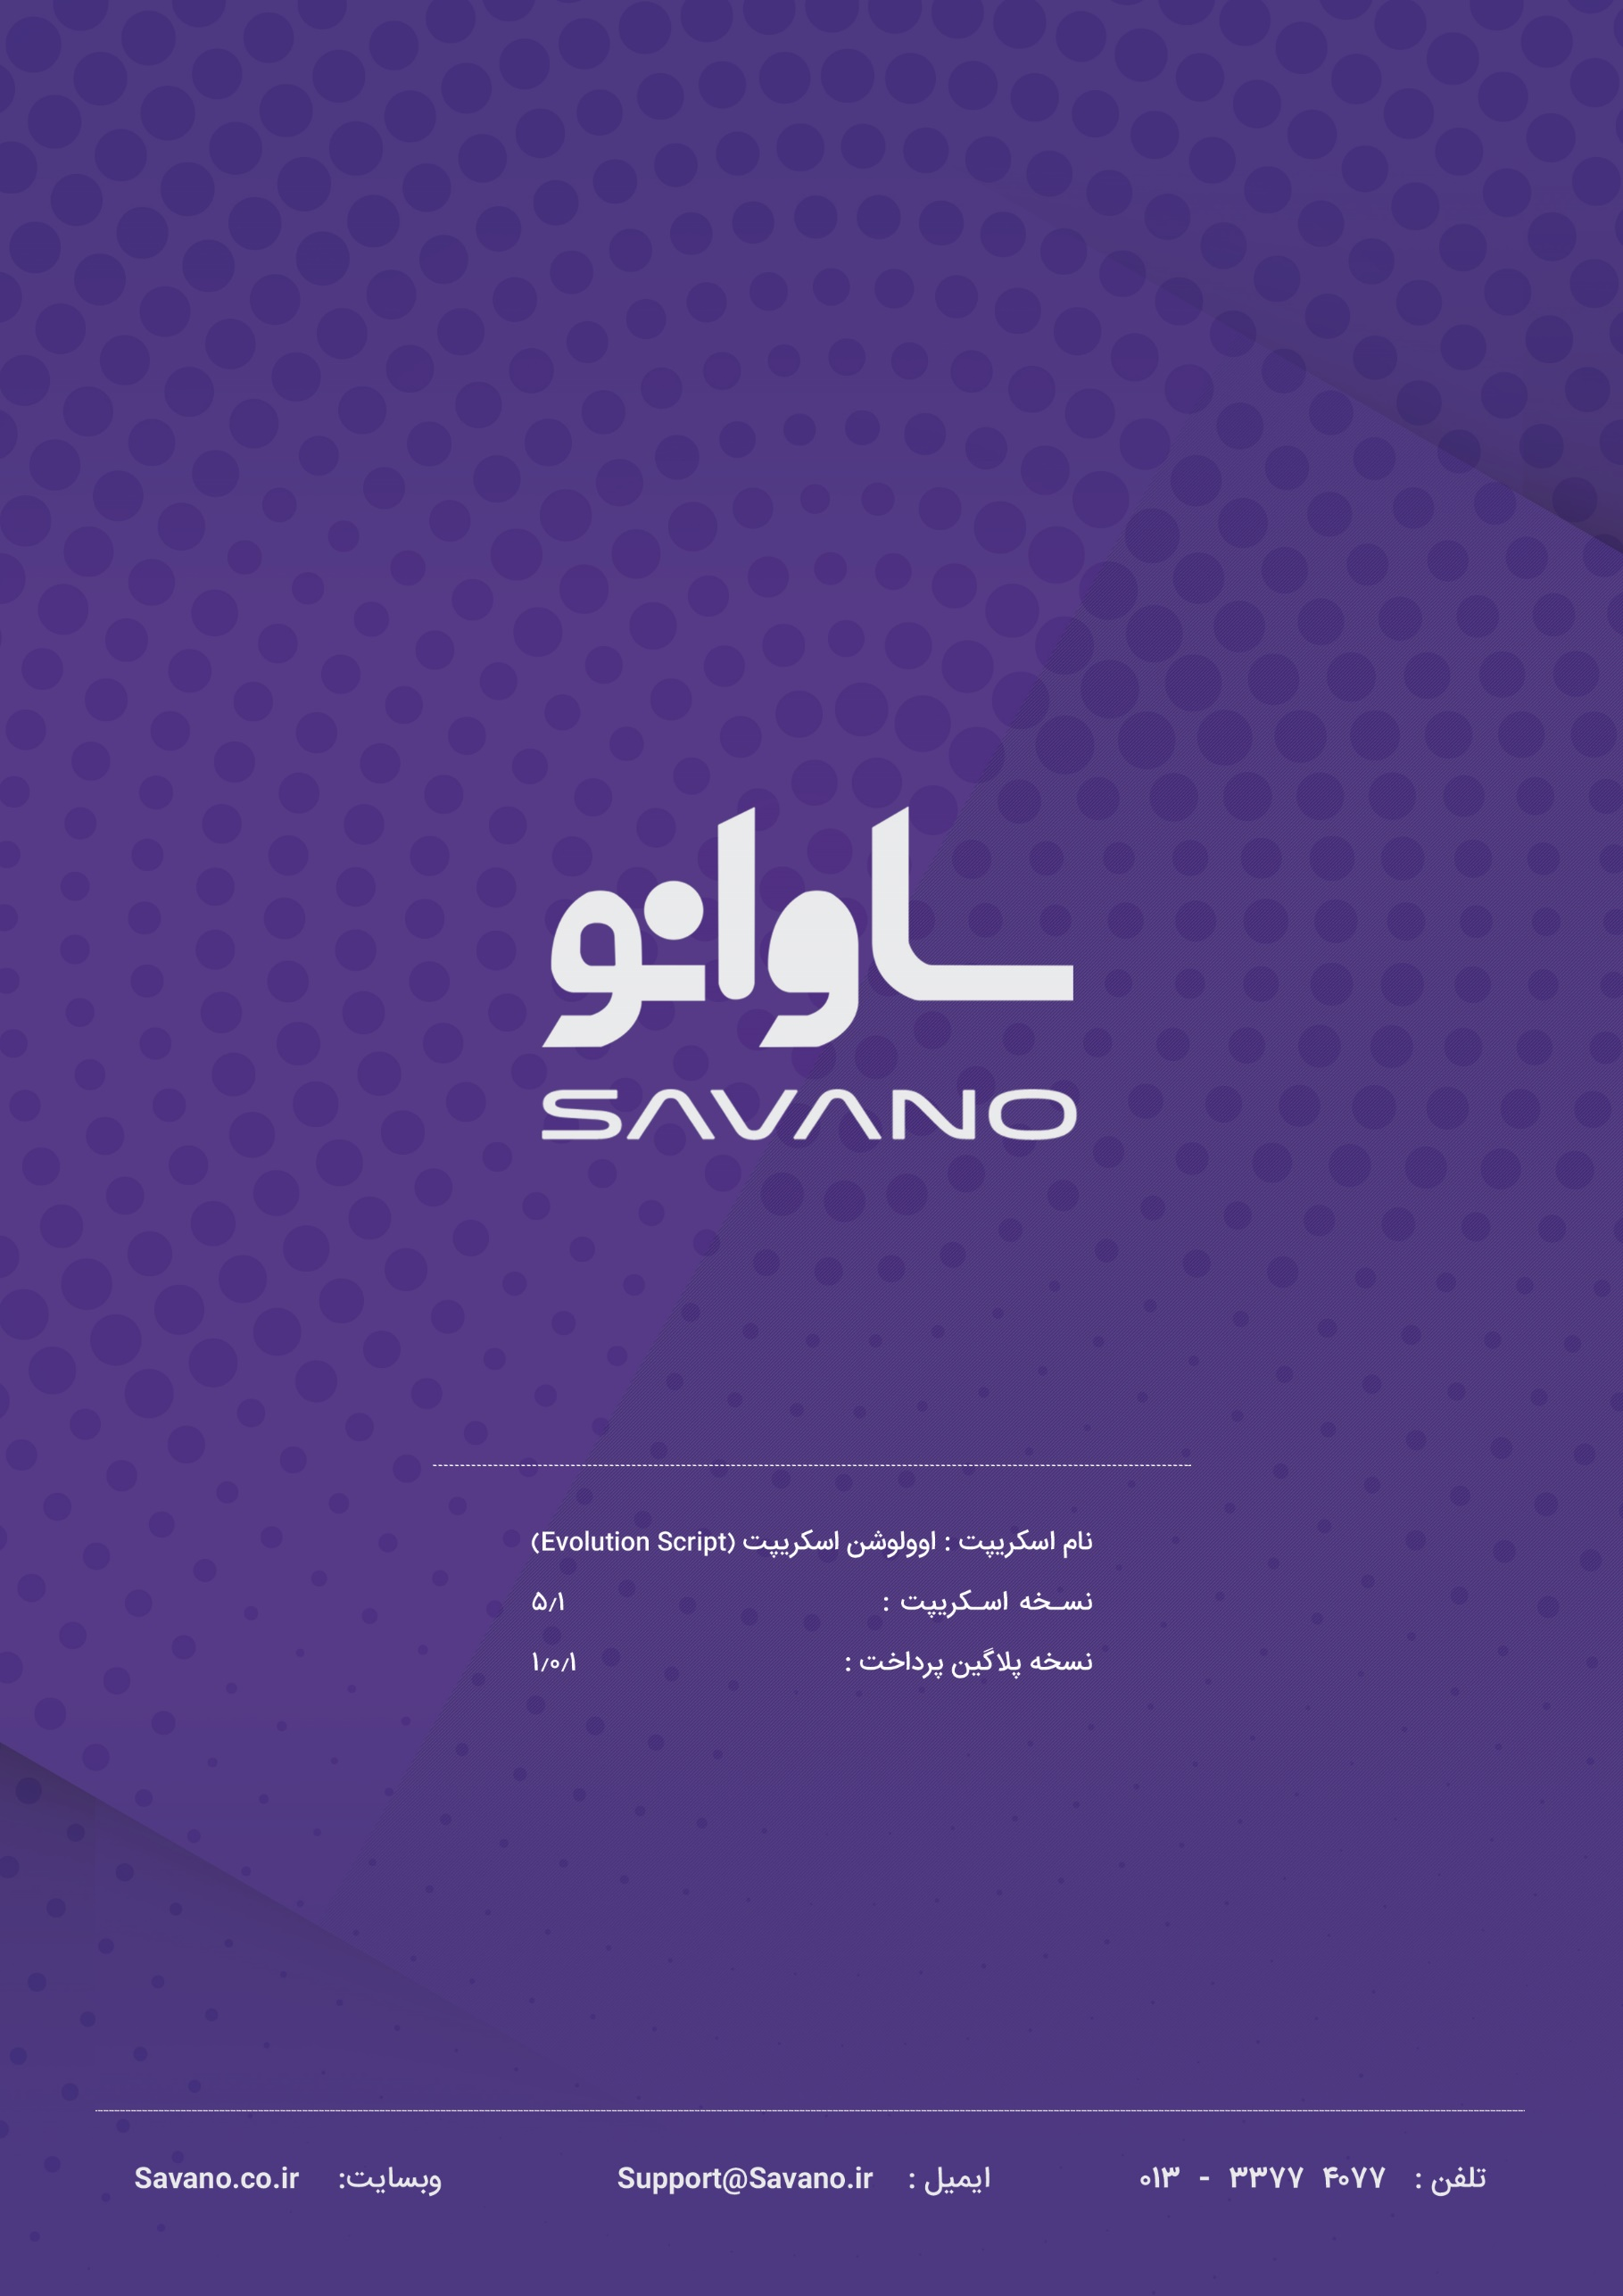 ساوانو
SAVANO
نام اسکریپت : اوولوشن اسکریپت (Evolution Script)
نسـخه اسـکریپت : ۵/۱
نسخه پلاگین پرداخت : ۱/۰/۱
تلفن : ۰۱۳ - ۳۳۷۷ ۴۰۷۷ ایمیل : Support@Savano.ir وبسایت: Savano.co.ir